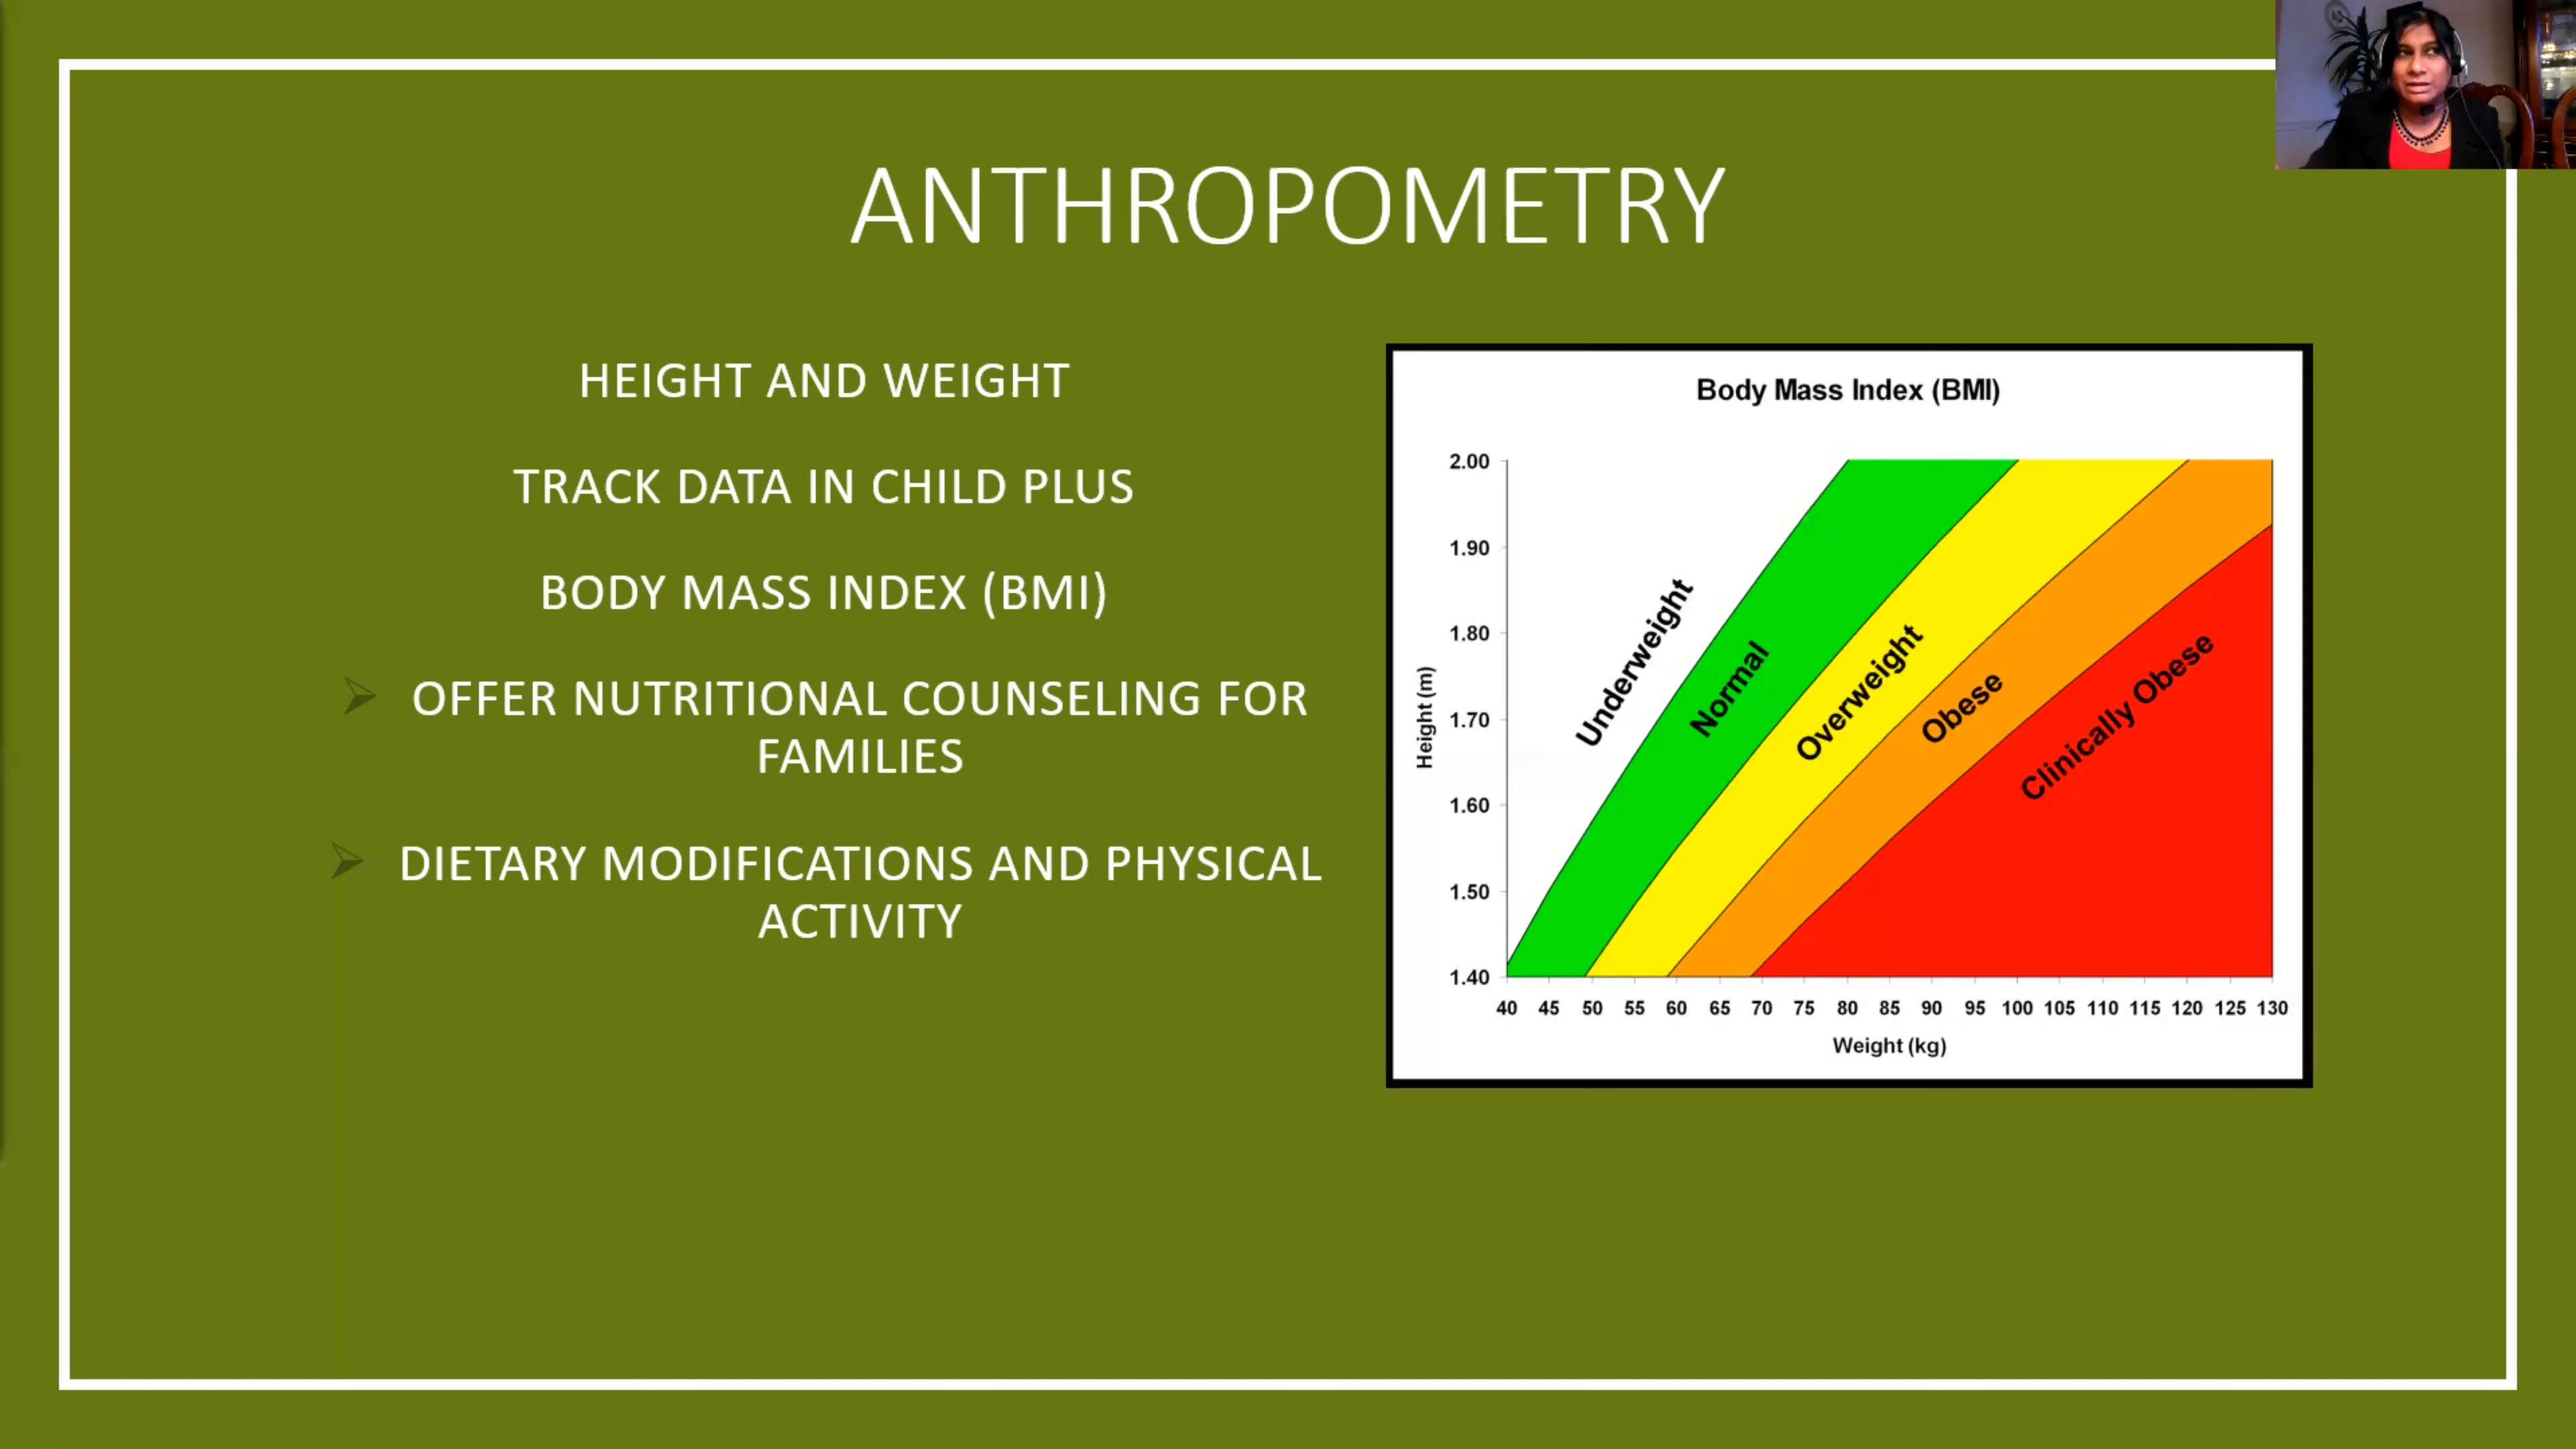 ANTHROPOMETRY
HEIGHT AND WEIGHT
TRACK DATA IN CHILD PLUS
BODY MASS INDEX (BMI)
OFFER NUTRITIONAL COUNSELING FOR
FAMILIES
DIETARY MODIFICATIONS AND PHYSICAL
ACTIVITY
Body Mass Index (BMI)
2.00
1.90
1.80
1.70
1.60
1.50
1.40
Height (m)
Underweight
Normal
Overweight
Obese
Clinically Obese
40 45 50 55 60 65 70 75 80 85 90 95 100 105 110 115 120 125 130
Weight (kg)